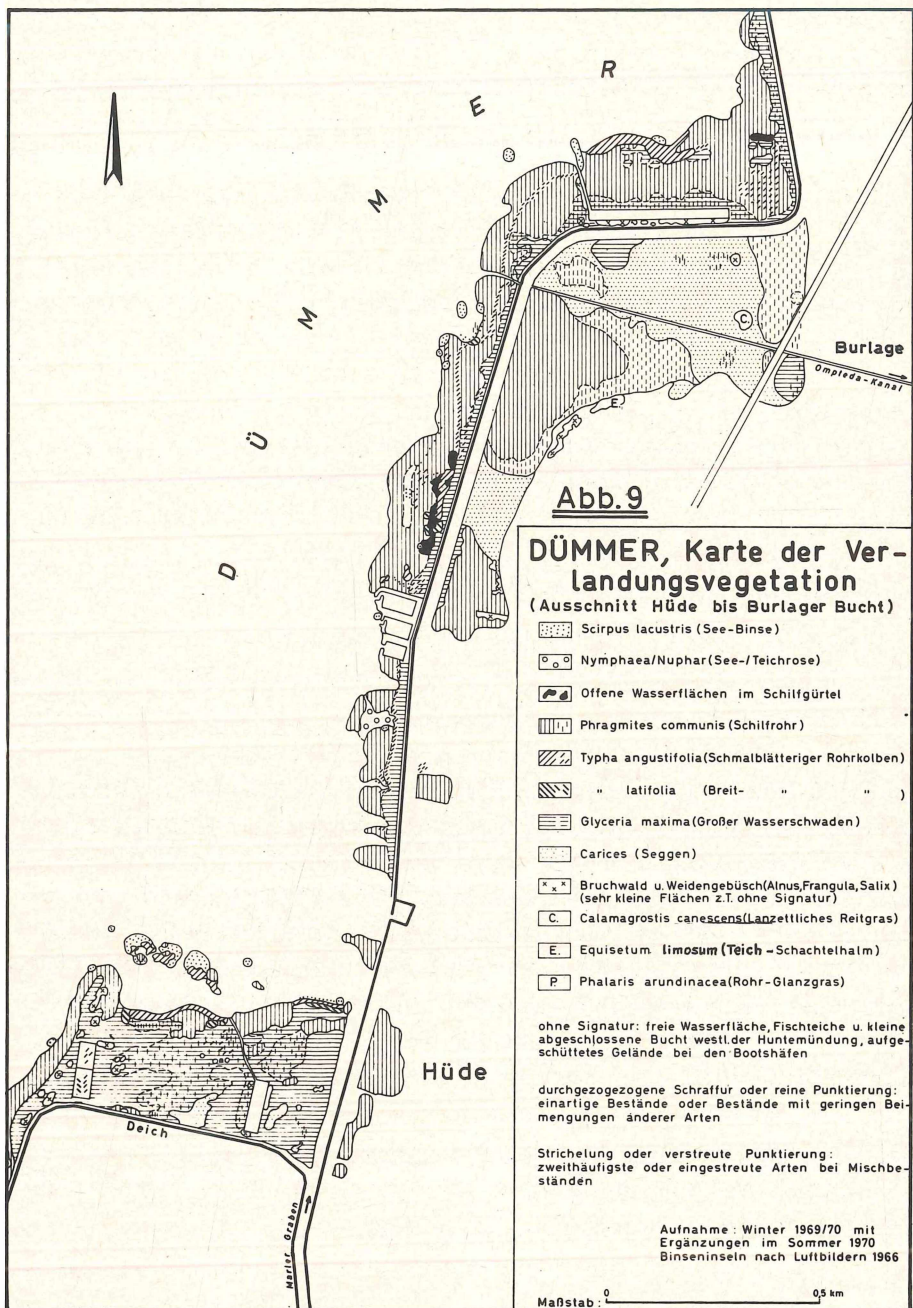 DÜMMER
Burlage
Ompteda-Kanal
C
E.
Abb. 9
DÜMMER, Karte der Ver-
landungsvegetation
(Ausschnitt Hüde bis Burlager Bucht)
Scirpus lacustris (See-Binse)
Nymphaea/Nuphar (See-/Teichrose)
Offene Wasserflächen im Schilfgürtel
Phragmites communis (Schilfrohr)
Typha angustifolia (Schmalblätteriger Rohrkolben)
" latifolia (Breit- " " )
Glyceria maxima (Großer Wasserschwaden)
Carices (Seggen)
Bruchwald u. Weidengebüsch (Alnus, Frangula, Salix)
(sehr kleine Flächen z.T. ohne Signatur)
C. Calamagrostis canescens (Lanzettliches Reitgras)
E. Equisetum limosum (Teich-Schachtelhalm)
P Phalaris arundinacea (Rohr-Glanzgras)
ohne Signatur: freie Wasserfläche, Fischteiche u. kleine
abgeschlossene Bucht westl. der Huntemündung, aufge-
schüttetes Gelände bei den Bootshäfen
durchgezogezogene Schraffur oder reine Punktierung:
einartige Bestände oder Bestände mit geringen Bei-
mengungen anderer Arten
Strichelung oder verstreute Punktierung:
zweithäufigste oder eingestreute Arten bei Mischbe-
ständen
Aufnahme: Winter 1969/70 mit
Ergänzungen im Sommer 1970
Binseninseln nach Luftbildern 1966
Maßstab: 0 0,5 km
Hüde
Deich
Marler Graben